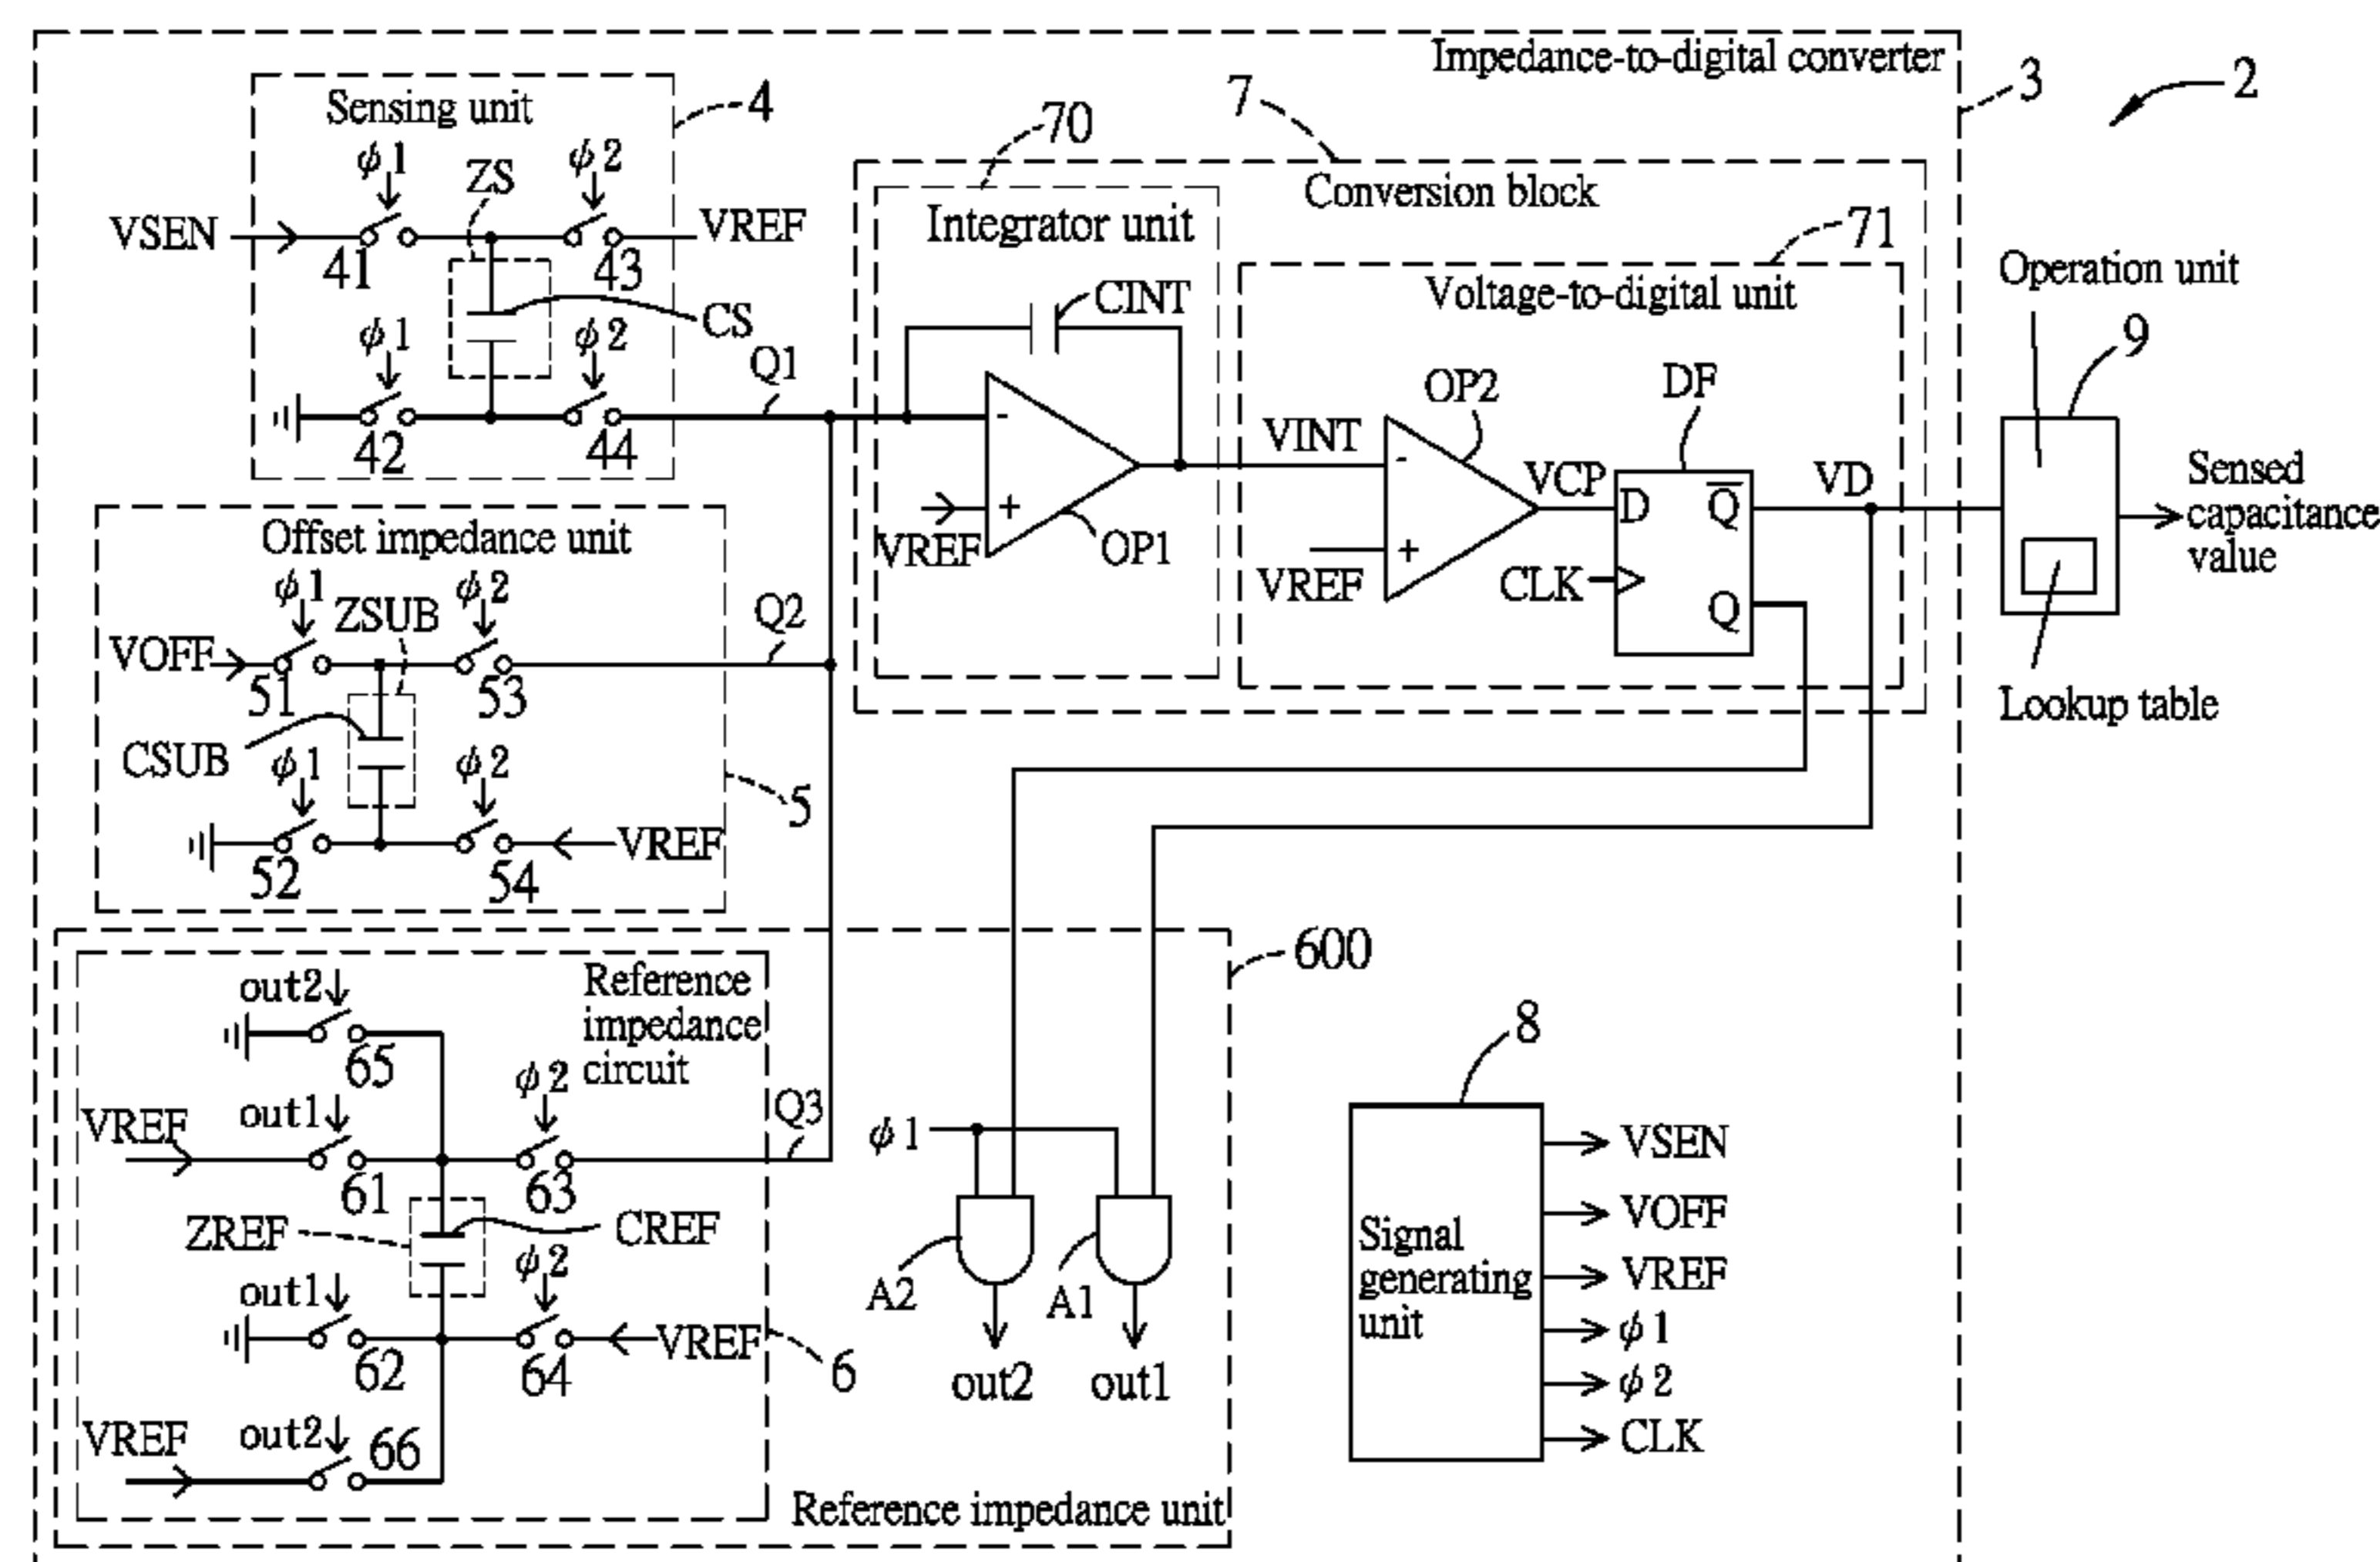 Impedance-to-digital converter
3
2
Sensing unit
4
ϕ1
ϕ2
ZS
VSEN
VREF
41
43
CS
ϕ1
ϕ2
Q1
42
44
7
70
Conversion block
Integrator unit
71
CINT
Voltage-to-digital unit
-
+
VREF
OP1
VINT
OP2
-
+
VREF
VCP
DF
D
Q̅
CLK
Q
VD
Operation unit
9
Sensed
capacitance
value
Lookup table
Offset impedance unit
ϕ1
ZSUB
ϕ2
Q2
VOFF
51
53
CSUB
ϕ1
ϕ2
5
VREF
52
54
600
Reference
impedance
circuit
out2
65
ϕ2
out1
VREF
Q3
61
63
ZREF
CREF
ϕ2
out1
VREF
6
62
64
VREF
out2
66
Reference impedance unit
ϕ1
A2
A1
out2
out1
8
Signal
generating
unit
VSEN
VOFF
VREF
ϕ1
ϕ2
CLK